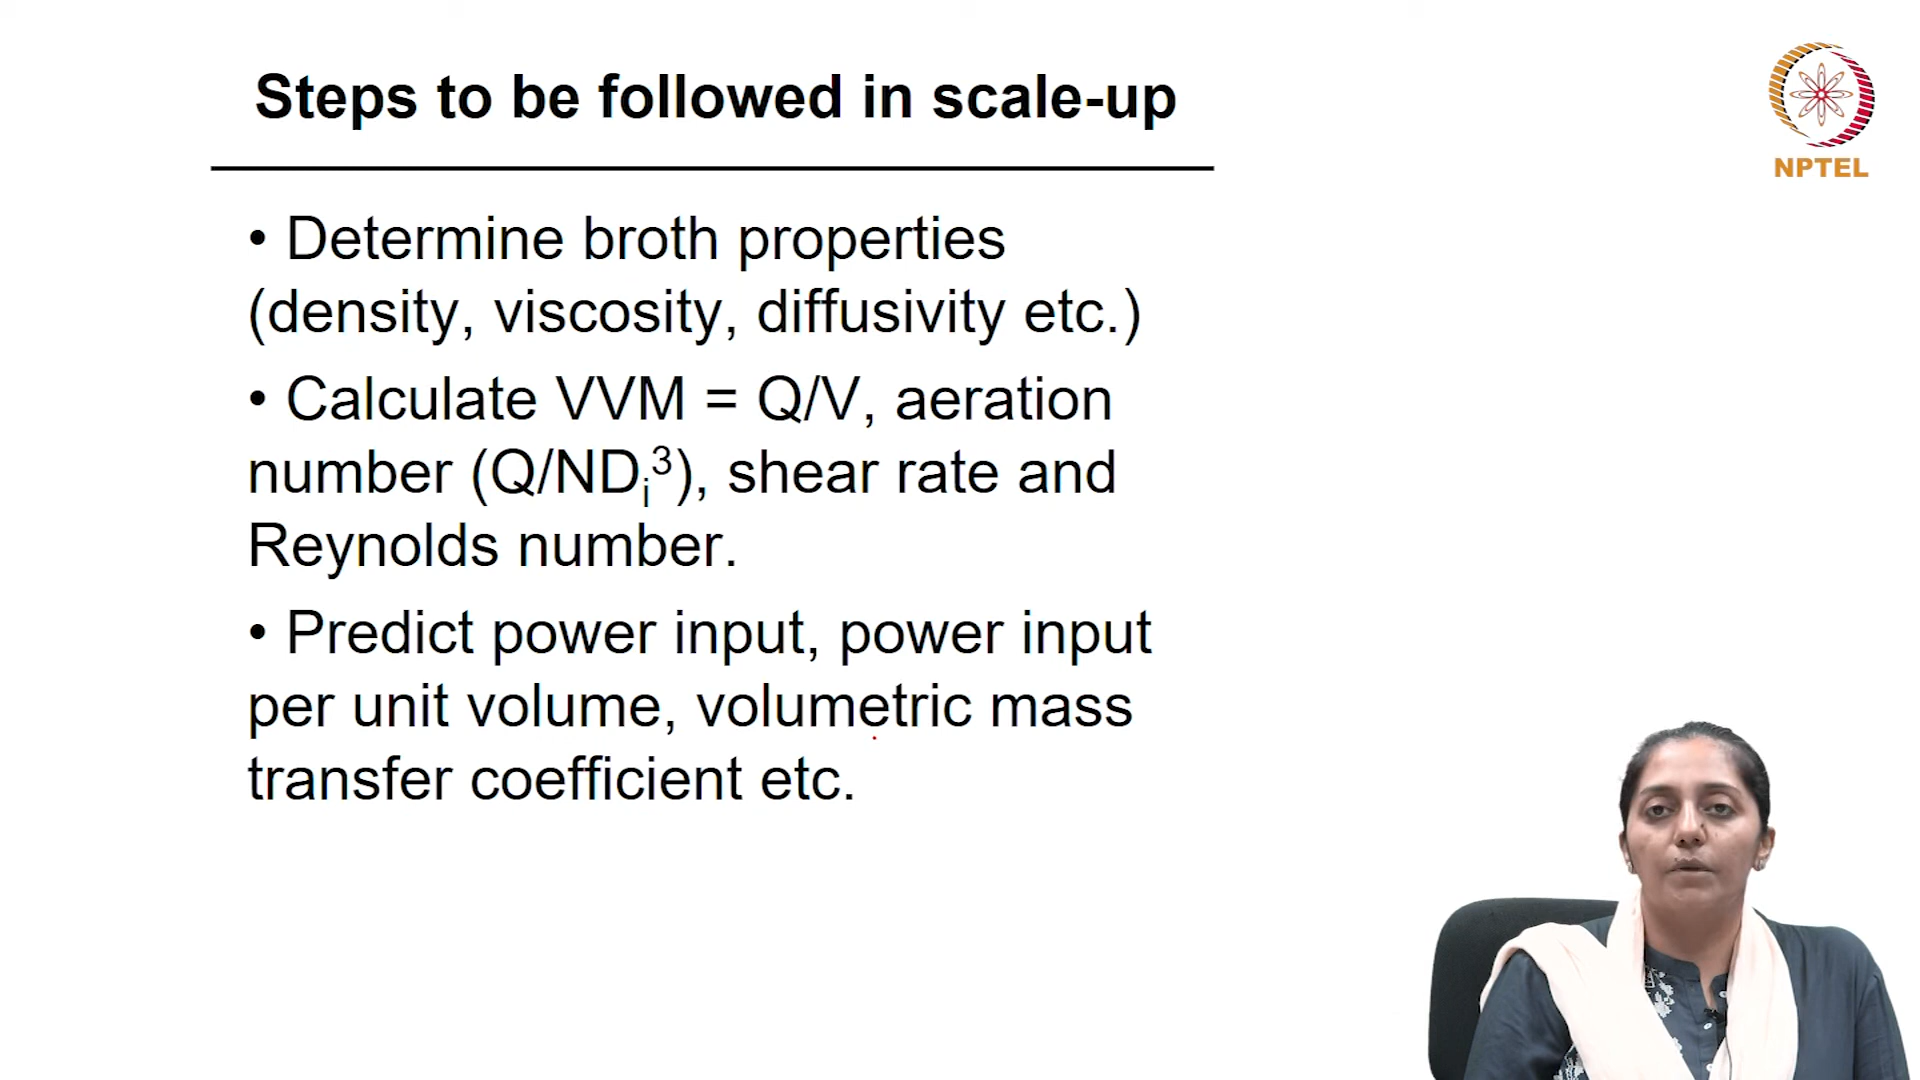 Steps to be followed in scale-up
NPTEL
• Determine broth properties
(density, viscosity, diffusivity etc.)
• Calculate VVM = Q/V, aeration
number (Q/NDᵢ³), shear rate and
Reynolds number.
• Predict power input, power input
per unit volume, volumetric mass
transfer coefficient etc.